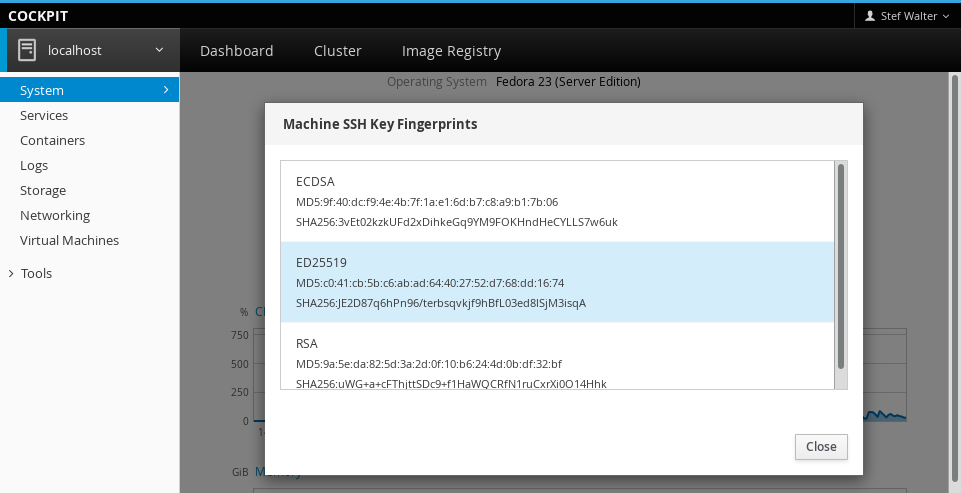 COCKPIT
Stef Walter
localhost
Dashboard
Cluster
Image Registry
System
Services
Containers
Logs
Storage
Networking
Virtual Machines
Tools
Operating System Fedora 23 (Server Edition)
Machine SSH Key Fingerprints
ECDSA
MD5:9f:40:dc:f9:4e:4b:7f:1a:e1:6d:b7:c8:a9:b1:7b:06
SHA256:3vEt02kzkUFd2xDihkeGq9YM9FOKHndHeCYLLS7w6uk
ED25519
MD5:c0:41:cb:5b:c6:ab:ad:64:40:27:52:d7:68:dd:16:74
SHA256:JE2D87q6hPn96/terbsqvkjf9hBfL03ed8lSjM3isqA
RSA
MD5:9a:5e:da:82:5d:3a:2d:0f:10:b6:24:4d:0b:df:32:bf
SHA256:uWG+a+cFThjttSDc9+f1HaWQCRfN1ruCxrXi0O14Hhk
Close
%
750
500
250
0
GiB